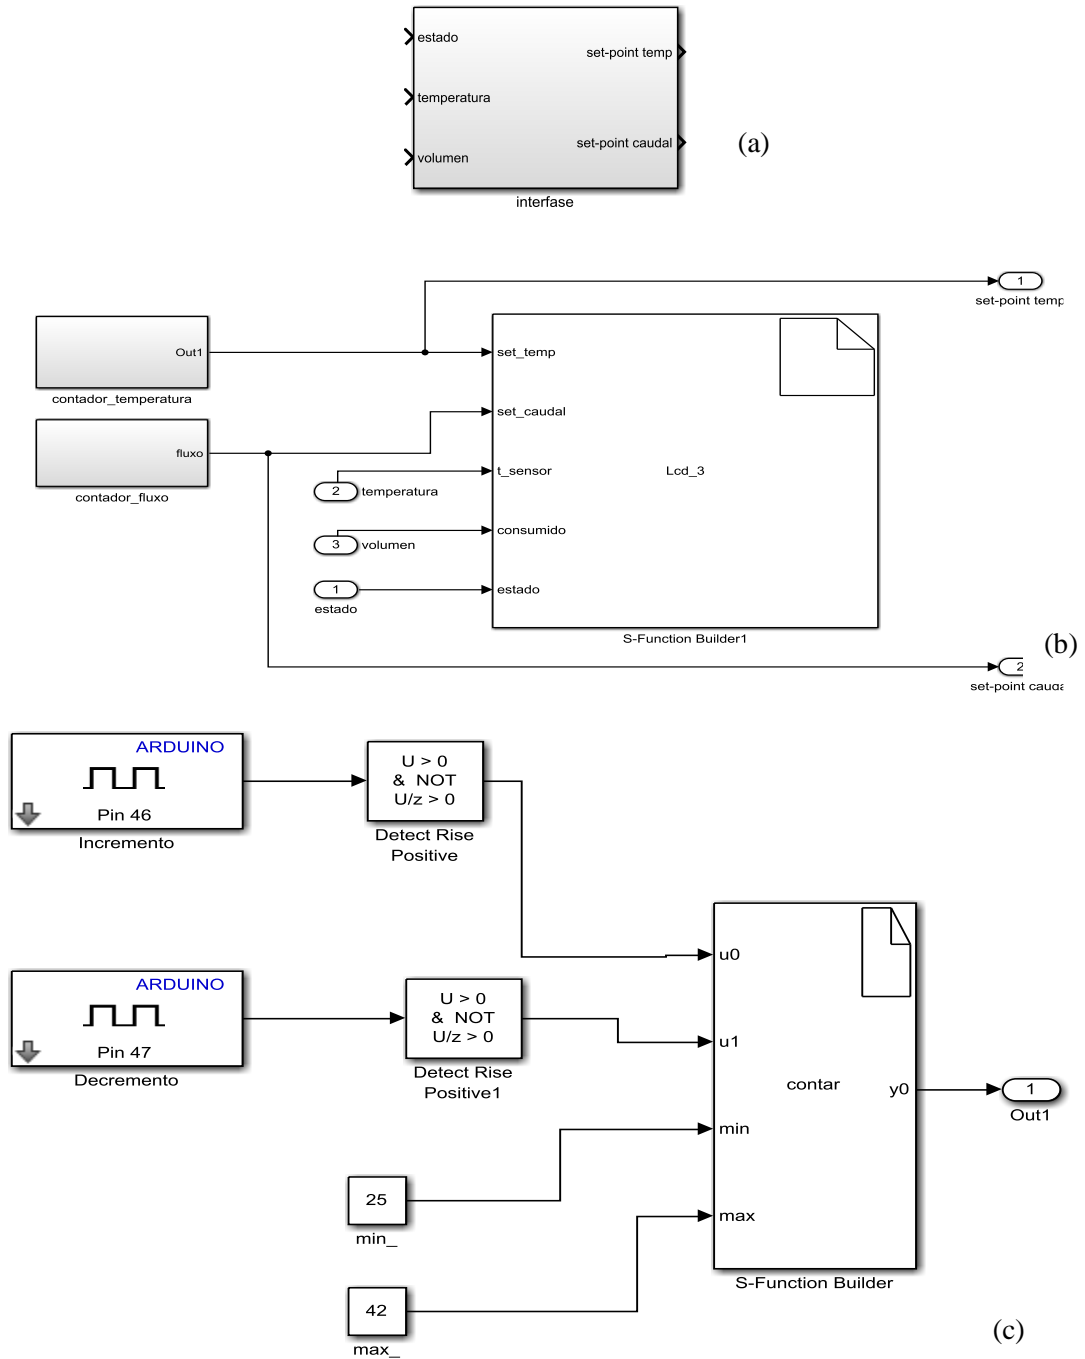 estado
set-point temp
temperatura
(a)
set-point caudal
volumen
interfase
1
set-point temp
Out1
set_temp
contador_temperatura
set_caudal
fluxo
t_sensor
Lcd_3
2
temperatura
contador_fluxo
consumido
3
volumen
1
estado
estado
S-Function Builder1
(b)
2
set-point cauda
ARDUINO
Pin 46
Incremento
U > 0
& NOT
U/z > 0
Detect Rise
Positive
u0
ARDUINO
Pin 47
Decremento
U > 0
& NOT
U/z > 0
Detect Rise
Positive1
u1
contar
y0
1
Out1
min
25
min_
max
S-Function Builder
42
max_
(c)